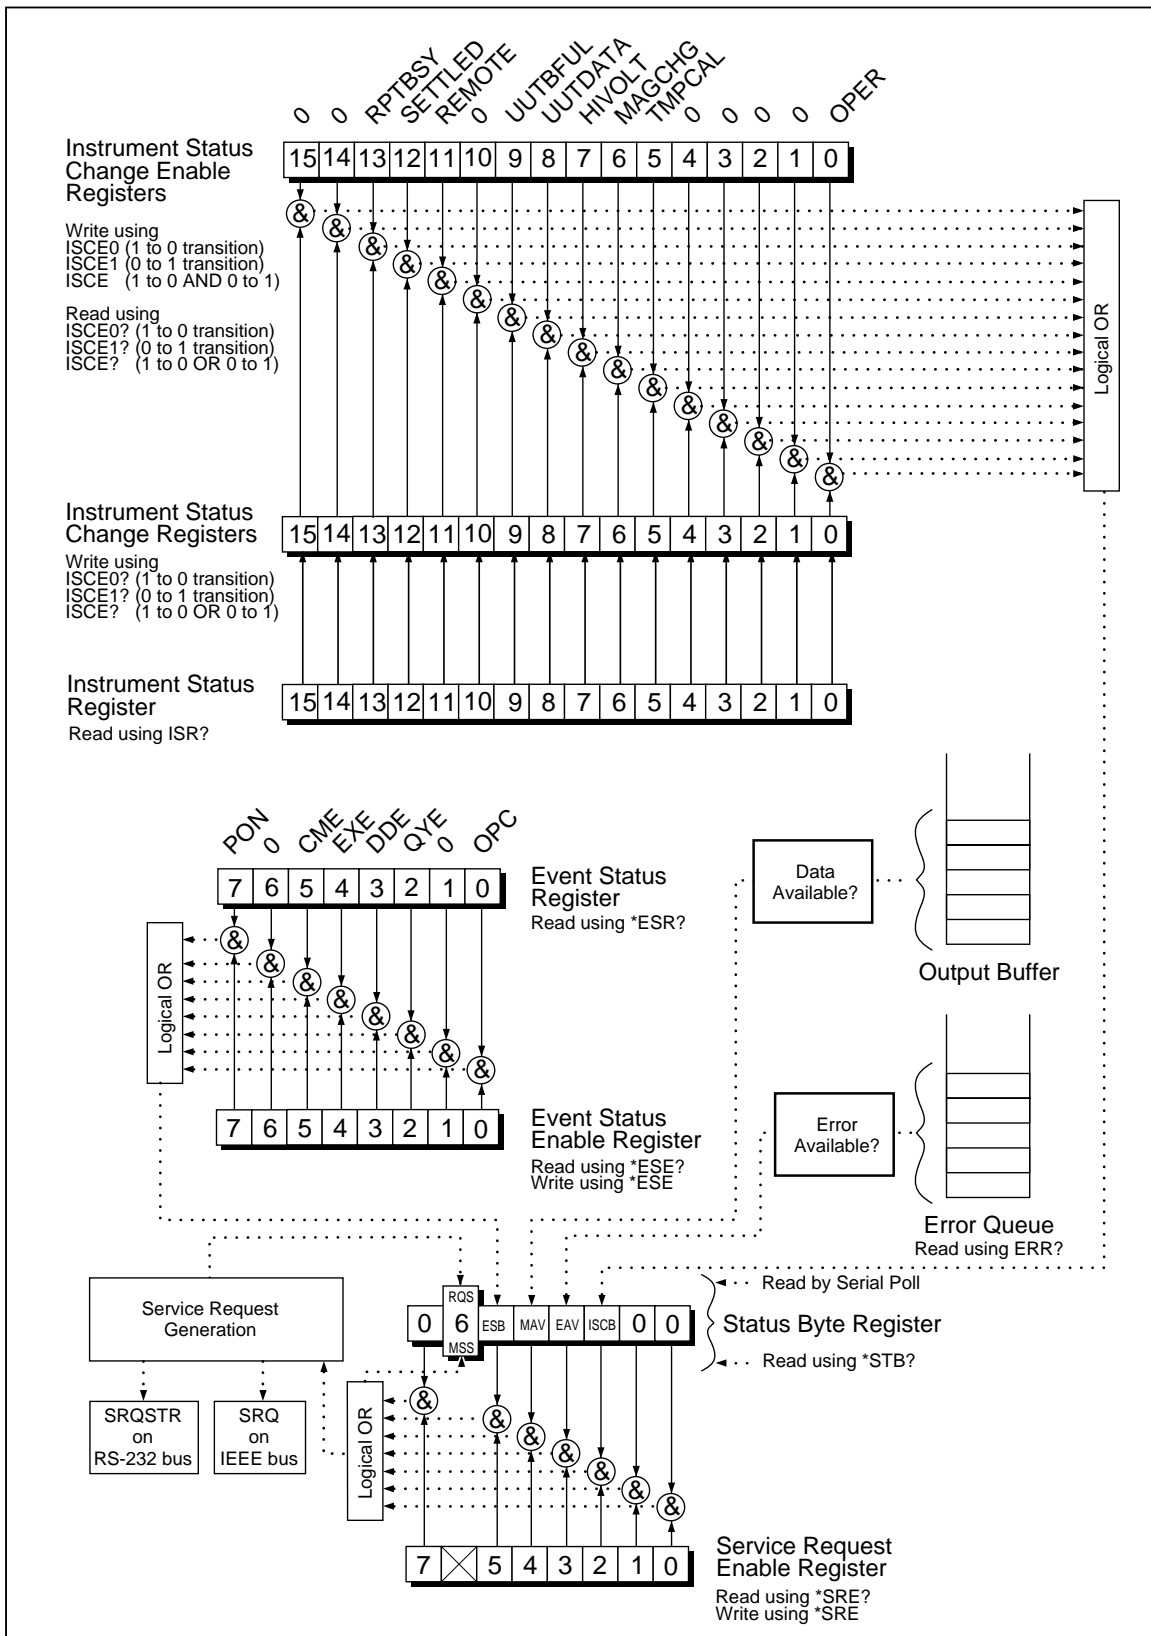 0 0 RPTBSY SETTLED REMOTE 0 UUTBFUL UUTDATA HIVOLT MAGCHG TMPCAL 0 0 0 0 OPER
Instrument Status
Change Enable
Registers
15 14 13 12 11 10 9 8 7 6 5 4 3 2 1 0
Write using
ISCE0 (1 to 0 transition)
ISCE1 (0 to 1 transition)
ISCE (1 to 0 AND 0 to 1)
Read using
ISCE0? (1 to 0 transition)
ISCE1? (0 to 1 transition)
ISCE? (1 to 0 OR 0 to 1)
& & & & & & & & & & & & & & & &
Logical OR
Instrument Status
Change Registers
15 14 13 12 11 10 9 8 7 6 5 4 3 2 1 0
Write using
ISCE0? (1 to 0 transition)
ISCE1? (0 to 1 transition)
ISCE? (1 to 0 OR 0 to 1)
Instrument Status
Register
15 14 13 12 11 10 9 8 7 6 5 4 3 2 1 0
Read using ISR?
PON 0 CME EXE DDE QYE 0 OPC
7 6 5 4 3 2 1 0
Event Status
Register
Read using *ESR?
& & & & & & & &
Logical OR
7 6 5 4 3 2 1 0
Event Status
Enable Register
Read using *ESE?
Write using *ESE
Data
Available?
Output Buffer
Error
Available?
Error Queue
Read using ERR?
Service Request
Generation
SRQSTR
on
RS-232 bus
SRQ
on
IEEE bus
RQS
0 6 ESB MAV EAV ISCB 0 0
MSS
Read by Serial Poll
Status Byte Register
Read using *STB?
Logical OR
& & & & & & &
7 5 4 3 2 1 0
Service Request
Enable Register
Read using *SRE?
Write using *SRE